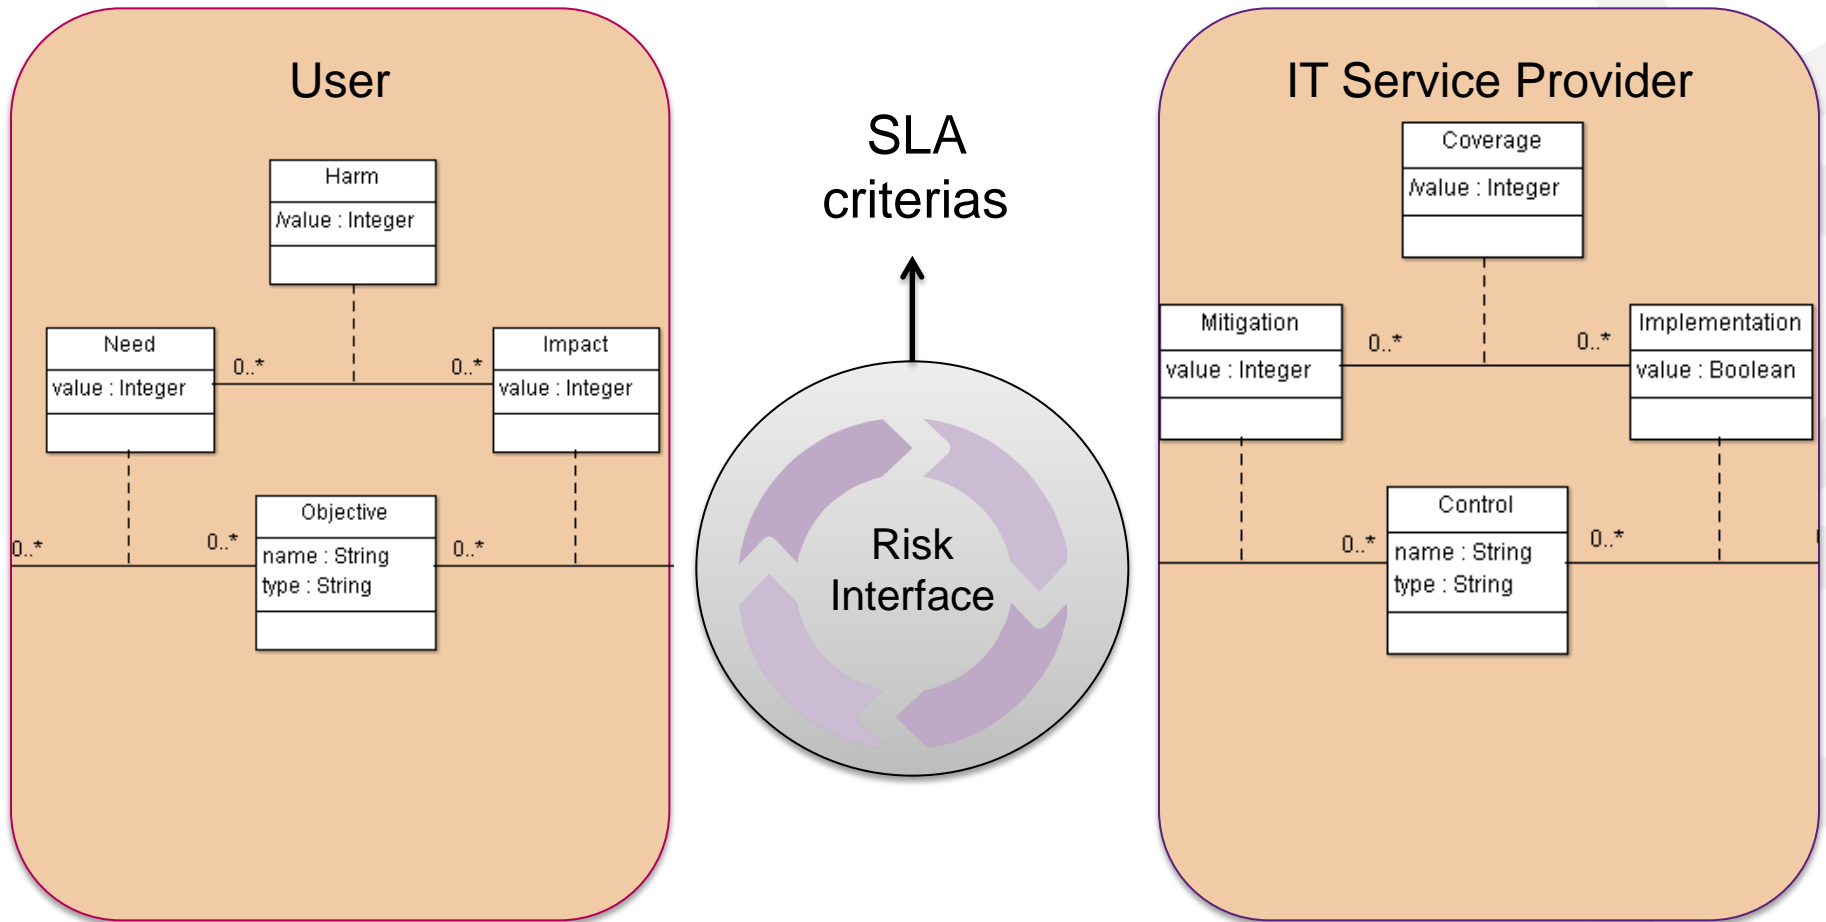 User
Harm
/value : Integer
Need
value : Integer
0..*
0..*
Impact
value : Integer
0..*
0..*
Objective
name : String
type : String
0..*
SLA
criterias
Risk
Interface
IT Service Provider
Coverage
/value : Integer
Mitigation
value : Integer
0..*
0..*
Implementation
value : Boolean
0..*
Control
name : String
type : String
0..*